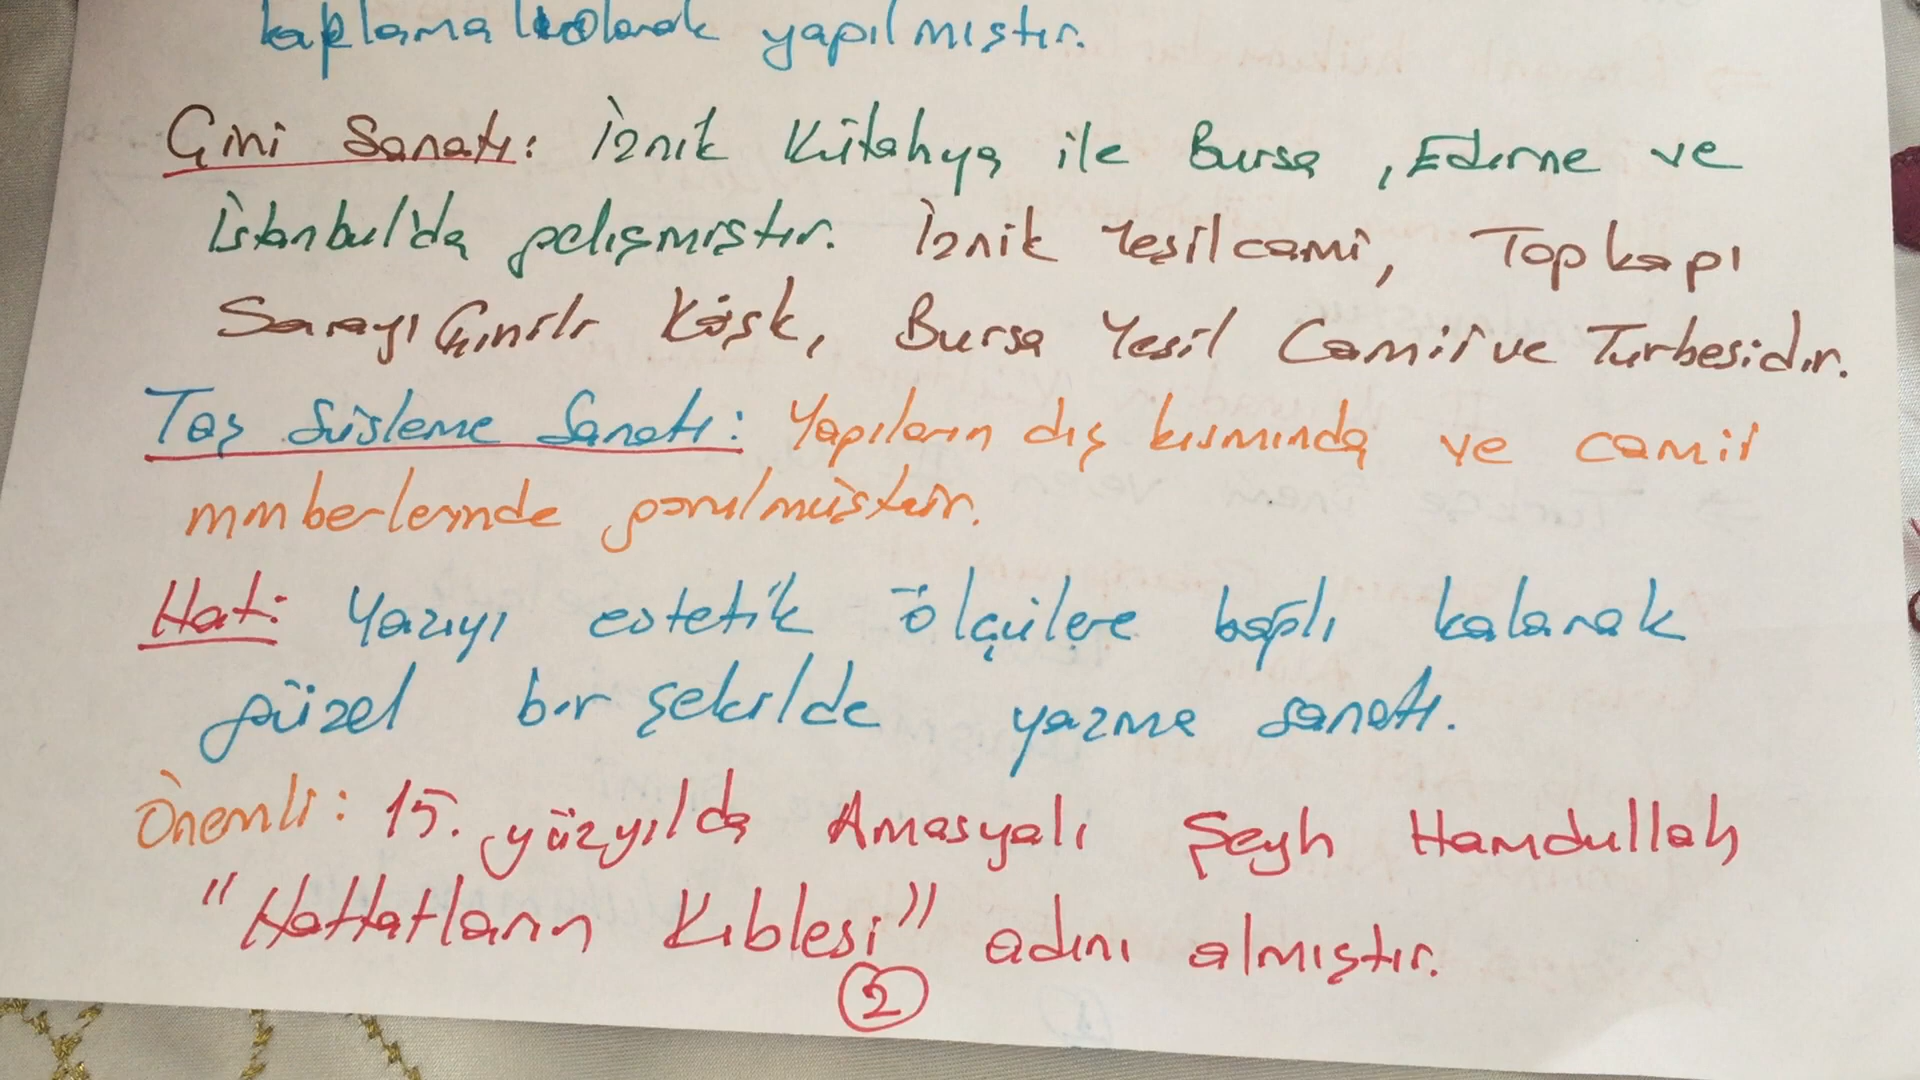 kaplama olarak yapılmıştır.
Çini Sanatı: İznik Kütahya ile Bursa, Edirne ve
İstanbul'da gelişmiştir. İznik Yeşil cami, Topkapı
Sarayı Çinili Köşk, Bursa Yeşil Camii ve Türbesidir.
Taş Süsleme Sanatı: Yapıların dış kısmında ve camii
mimberlerinde görülmüştür.
Hat: Yazıyı estetik ölçülere bağlı kalarak
güzel bir şekilde yazma sanatı.
Önemli: 15. yüzyılda Amasyalı Şeyh Hamdullah
"Hattatların Kıblesi" adını almıştır.
2